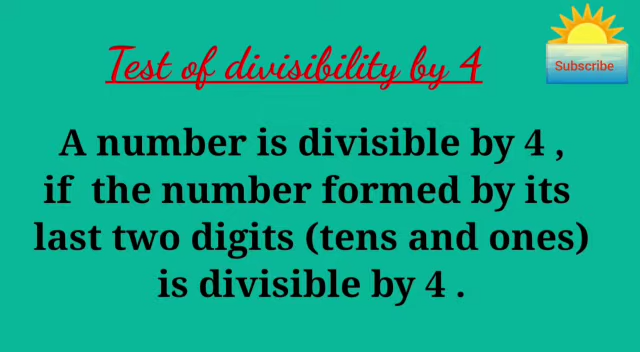 Test of divisibility by 4
Subscribe
A number is divisible by 4 ,
if the number formed by its
last two digits (tens and ones)
is divisible by 4 .